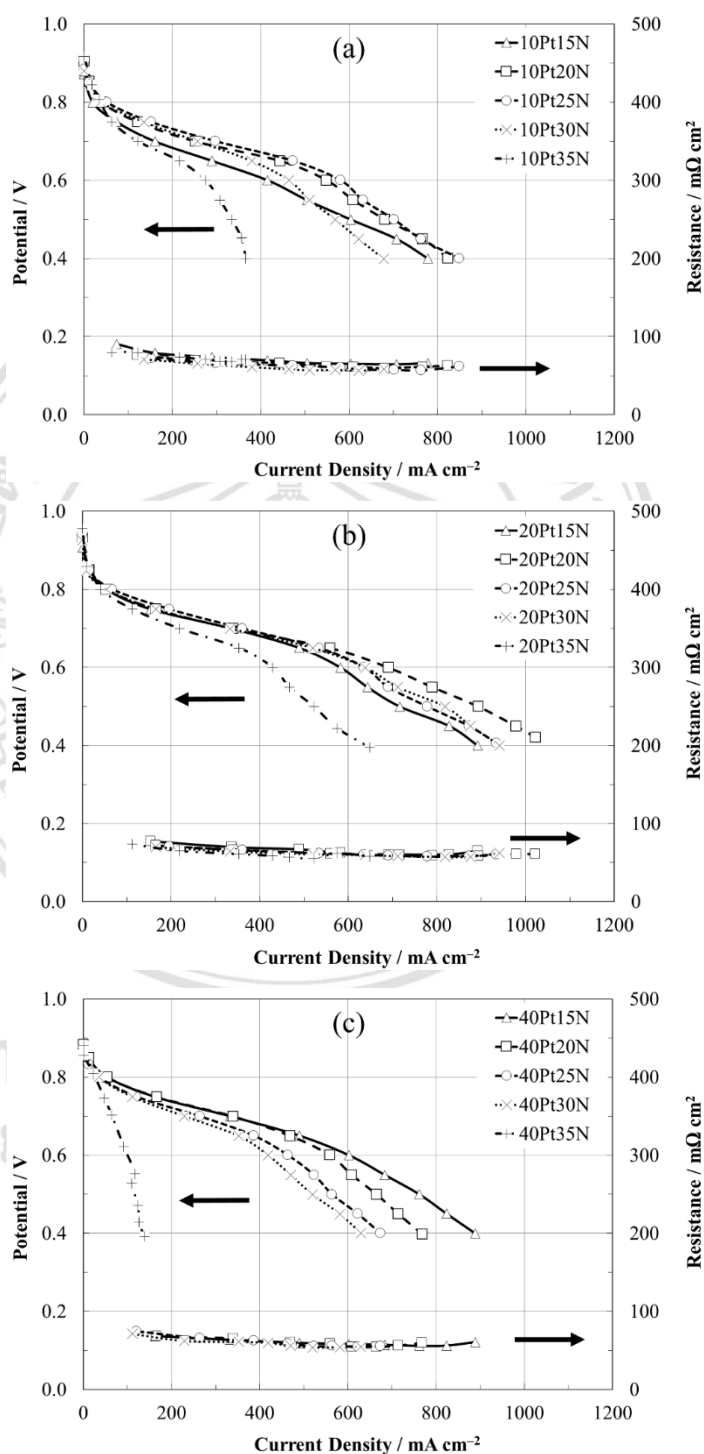 (a)
10Pt15N
10Pt20N
10Pt25N
10Pt30N
10Pt35N
Potential / V
1.0
0.8
0.6
0.4
0.2
0.0
Resistance / mΩ cm²
500
400
300
200
100
0
0 200 400 600 800 1000 1200
Current Density / mA cm⁻²
(b)
20Pt15N
20Pt20N
20Pt25N
20Pt30N
20Pt35N
Potential / V
1.0
0.8
0.6
0.4
0.2
0.0
Resistance / mΩ cm²
500
400
300
200
100
0
0 200 400 600 800 1000 1200
Current Density / mA cm⁻²
(c)
40Pt15N
40Pt20N
40Pt25N
40Pt30N
40Pt35N
Potential / V
1.0
0.8
0.6
0.4
0.2
0.0
Resistance / mΩ cm²
500
400
300
200
100
0
0 200 400 600 800 1000 1200
Current Density / mA cm⁻²